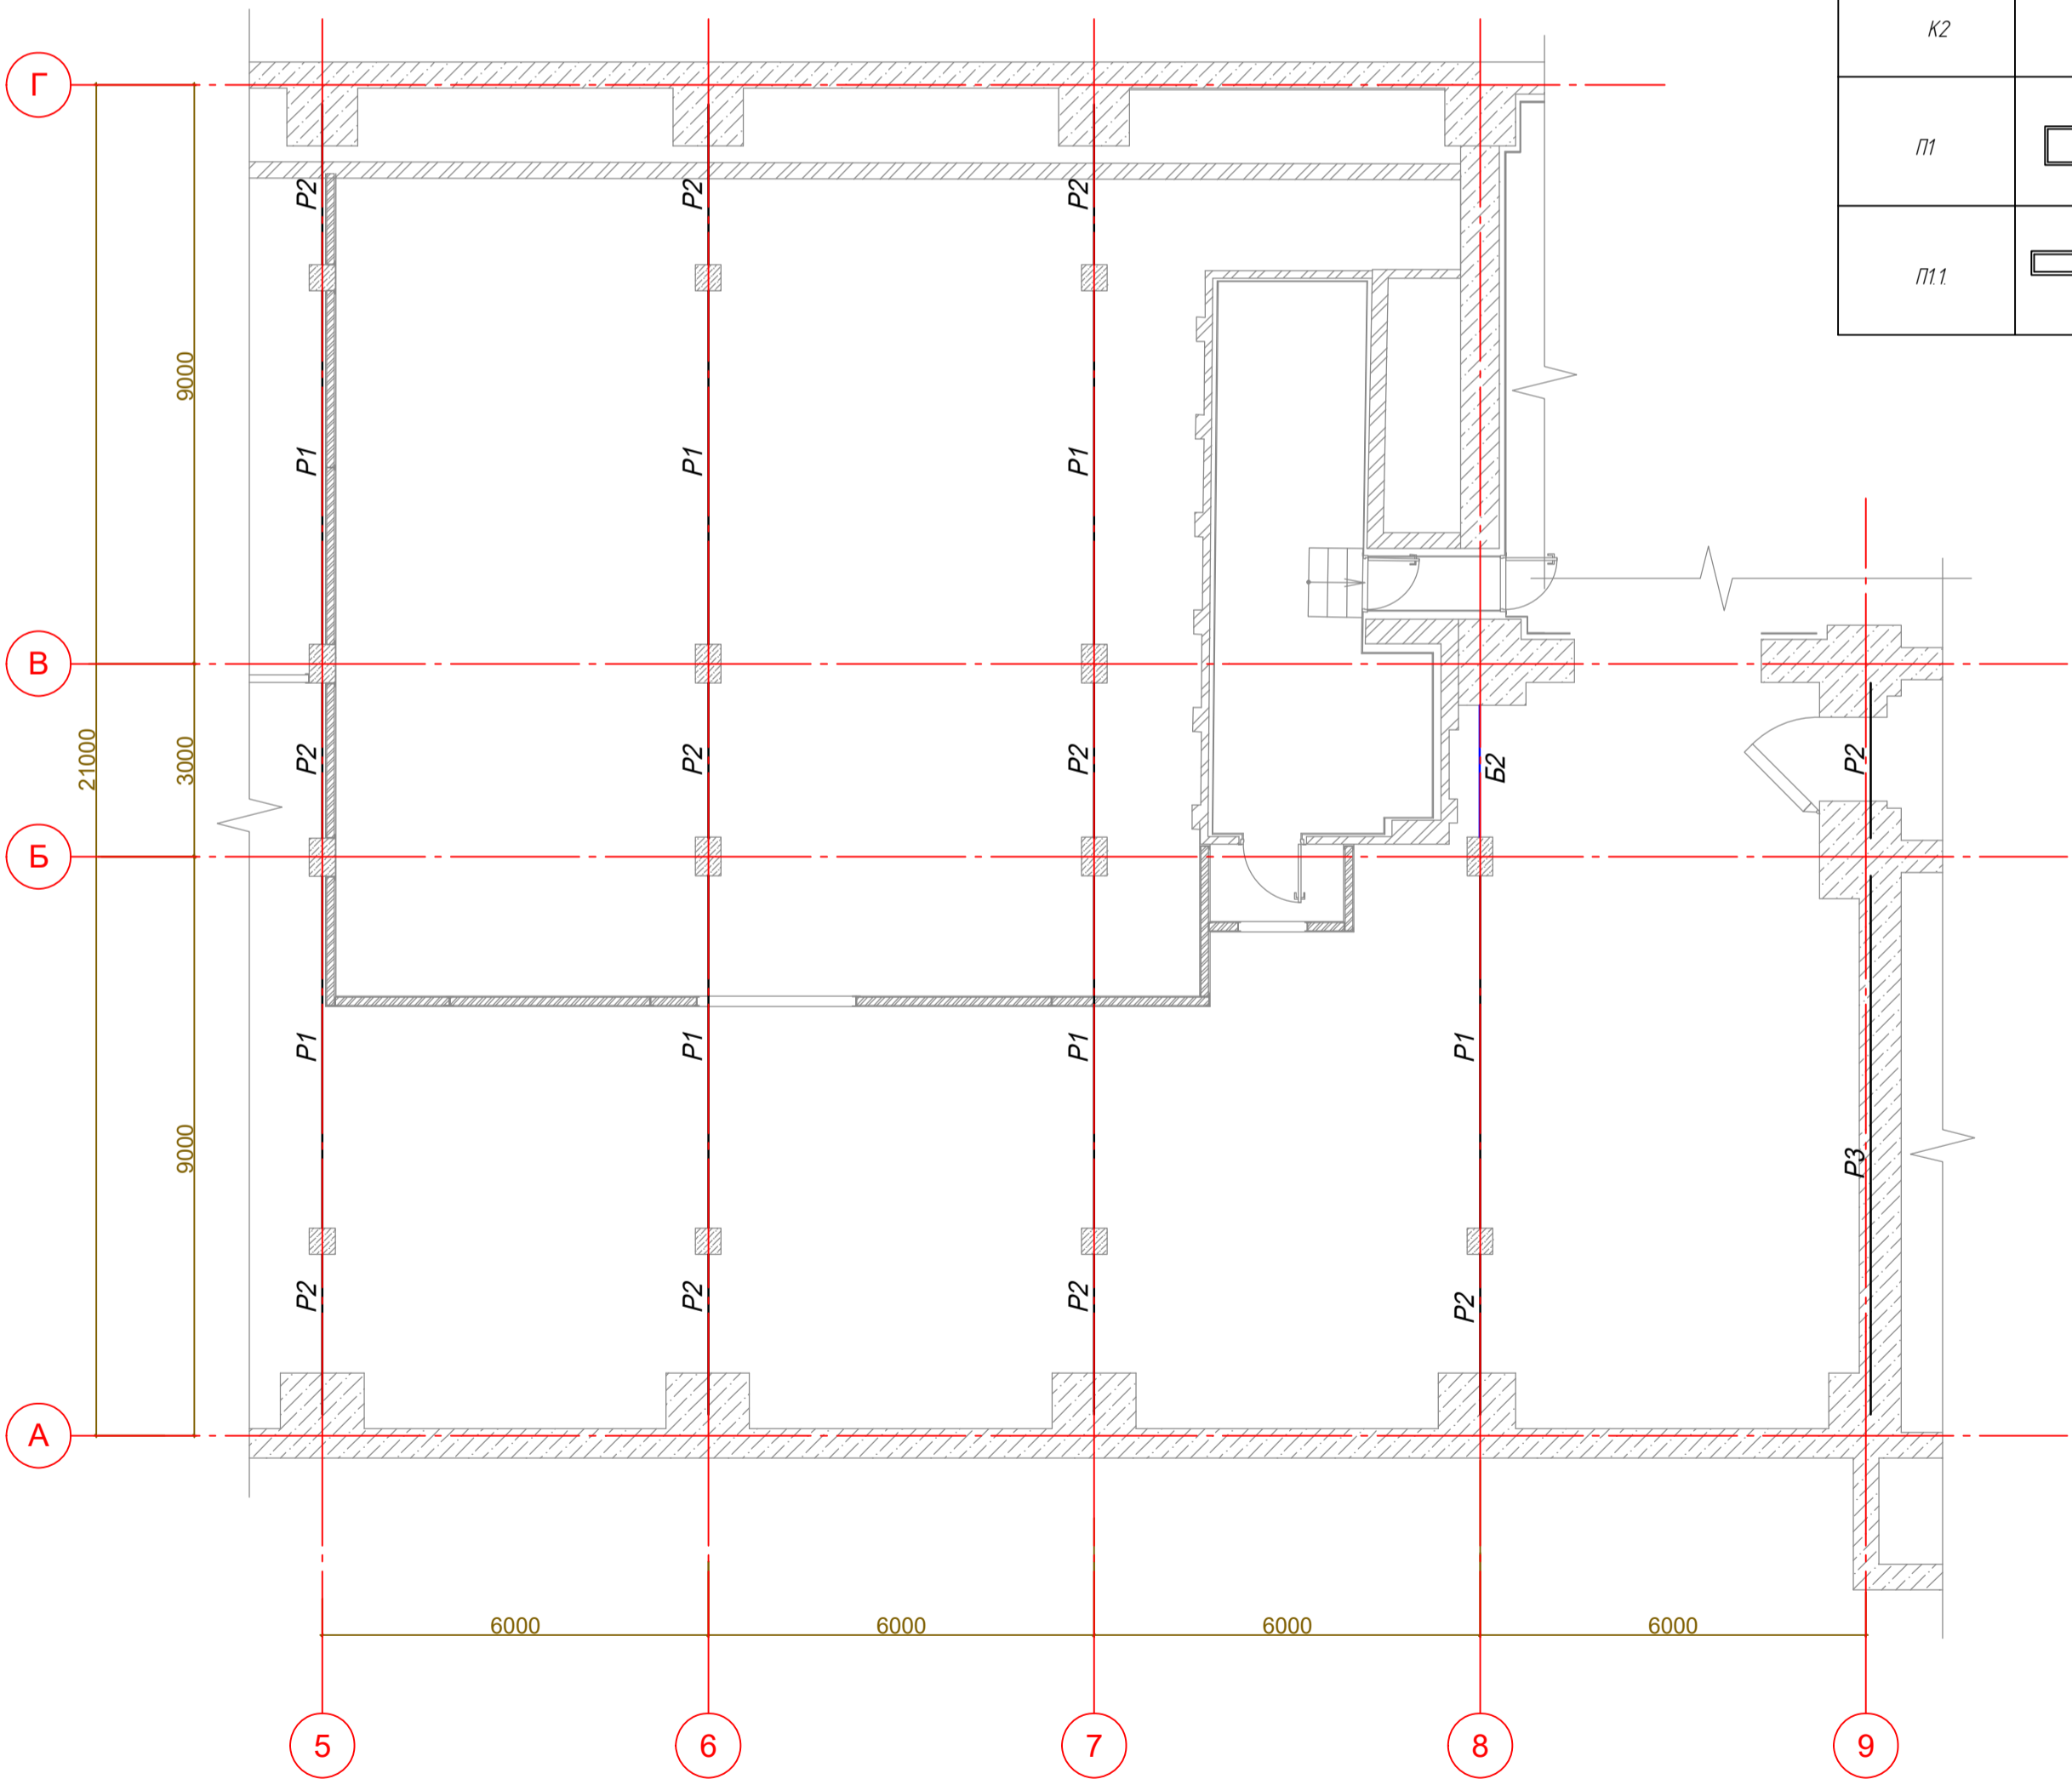 К2
Г
П1
Р2 Р2 Р2
П1.1.
9000
Р1 Р1 Р1
В
21000
3000
Р2 Р2 Р2 Б2 Р2
Б
Р1 Р1 Р1 Р1
9000
Р3
Р2 Р2 Р2 Р2
А
6000 6000 6000 6000
5 6 7 8 9